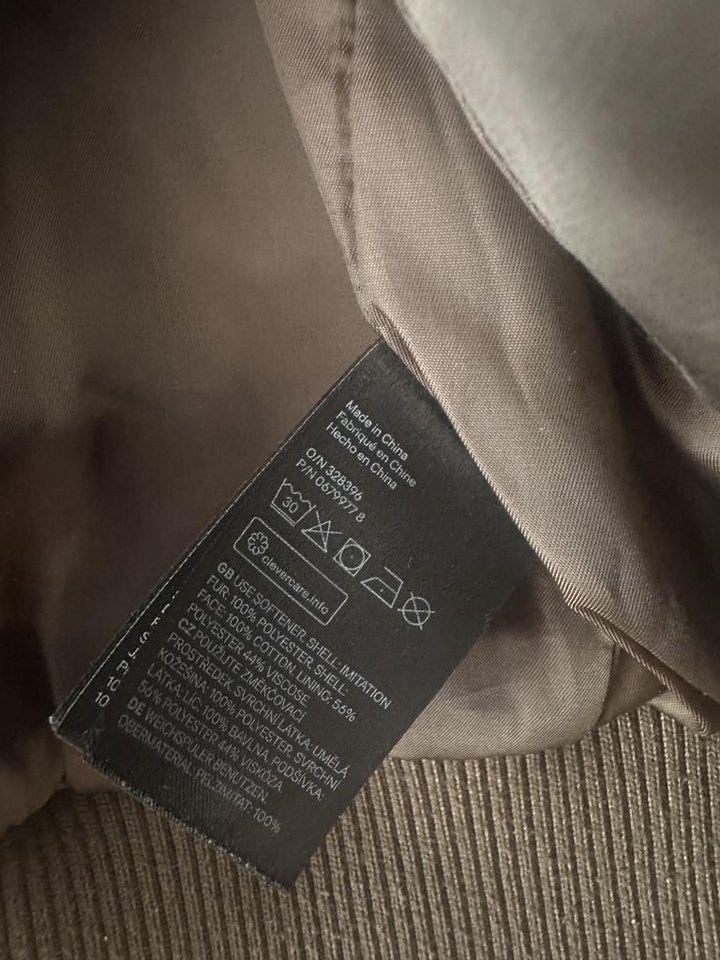 Made in China
Fabriqué en Chine
Hecho en China
O/N 328396
P/N 0679977 8
30
clevercare.info
GB USE SOFTENER. SHELL: IMITATION
FUR: 100% POLYESTER. SHELL:
FACE: 100% COTTON. LINING: 56%
POLYESTER 44% VISCOSE
CZ POUŽIJTE ZMĚKČOVACÍ
PROSTŘEDEK. SVRCHNÍ LÁTKA. UMĚLÁ
KOŽEŠINA: 100% POLYESTER. SVRCHNÍ
LÁTKA. LÍC: 100% BAVLNA. PODŠÍVKA:
56% POLYESTER 44% VISKÓZA
DE WEICHSPÜLER BENUTZEN.
OBERMATERIAL: PELZIMITAT: 100%